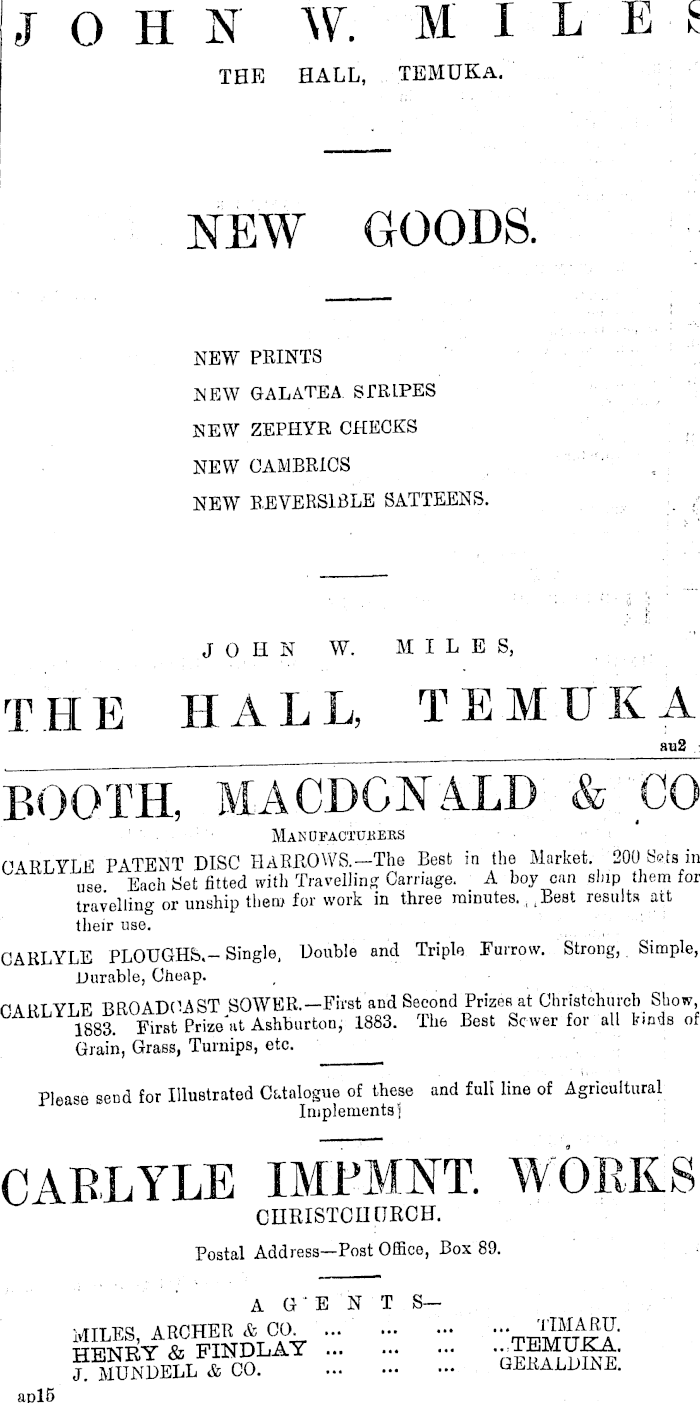 JOHN W. MILES
THE HALL, TEMUKA.
NEW GOODS.
NEW PRINTS
NEW GALATEA STRIPES
NEW ZEPHYR CHECKS
NEW CAMBRICS
NEW REVERSIBLE SATTEENS.
JOHN W. MILES,
THE HALL, TEMUKA
au2
BOOTH, MACDONALD & CO
MANUFACTURERS
CARLYLE PATENT DISC HARROWS.—The Best in the Market. 200 Sets in
use. Each Set fitted with Travelling Carriage. A boy can ship them for
travelling or unship them for work in three minutes. Best results att
their use.
CARLYLE PLOUGHS.—Single, Double and Triple Furrow. Strong, Simple,
Durable, Cheap.
CARLYLE BROADCAST SOWER.—First and Second Prizes at Christchurch Show,
1883. First Prize at Ashburton, 1883. The Best Sower for all kinds of
Grain, Grass, Turnips, etc.
Please send for Illustrated Catalogue of these and full line of Agricultural
Implements
CARLYLE IMPMNT. WORKS
CHRISTCHURCH.
Postal Address—Post Office, Box 89.
AGENTS—
MILES, ARCHER & CO. ... ... ... ... TIMARU.
HENRY & FINDLAY ... ... ... ... TEMUKA.
J. MUNDELL & CO. ... ... ... GERALDINE.
ap15